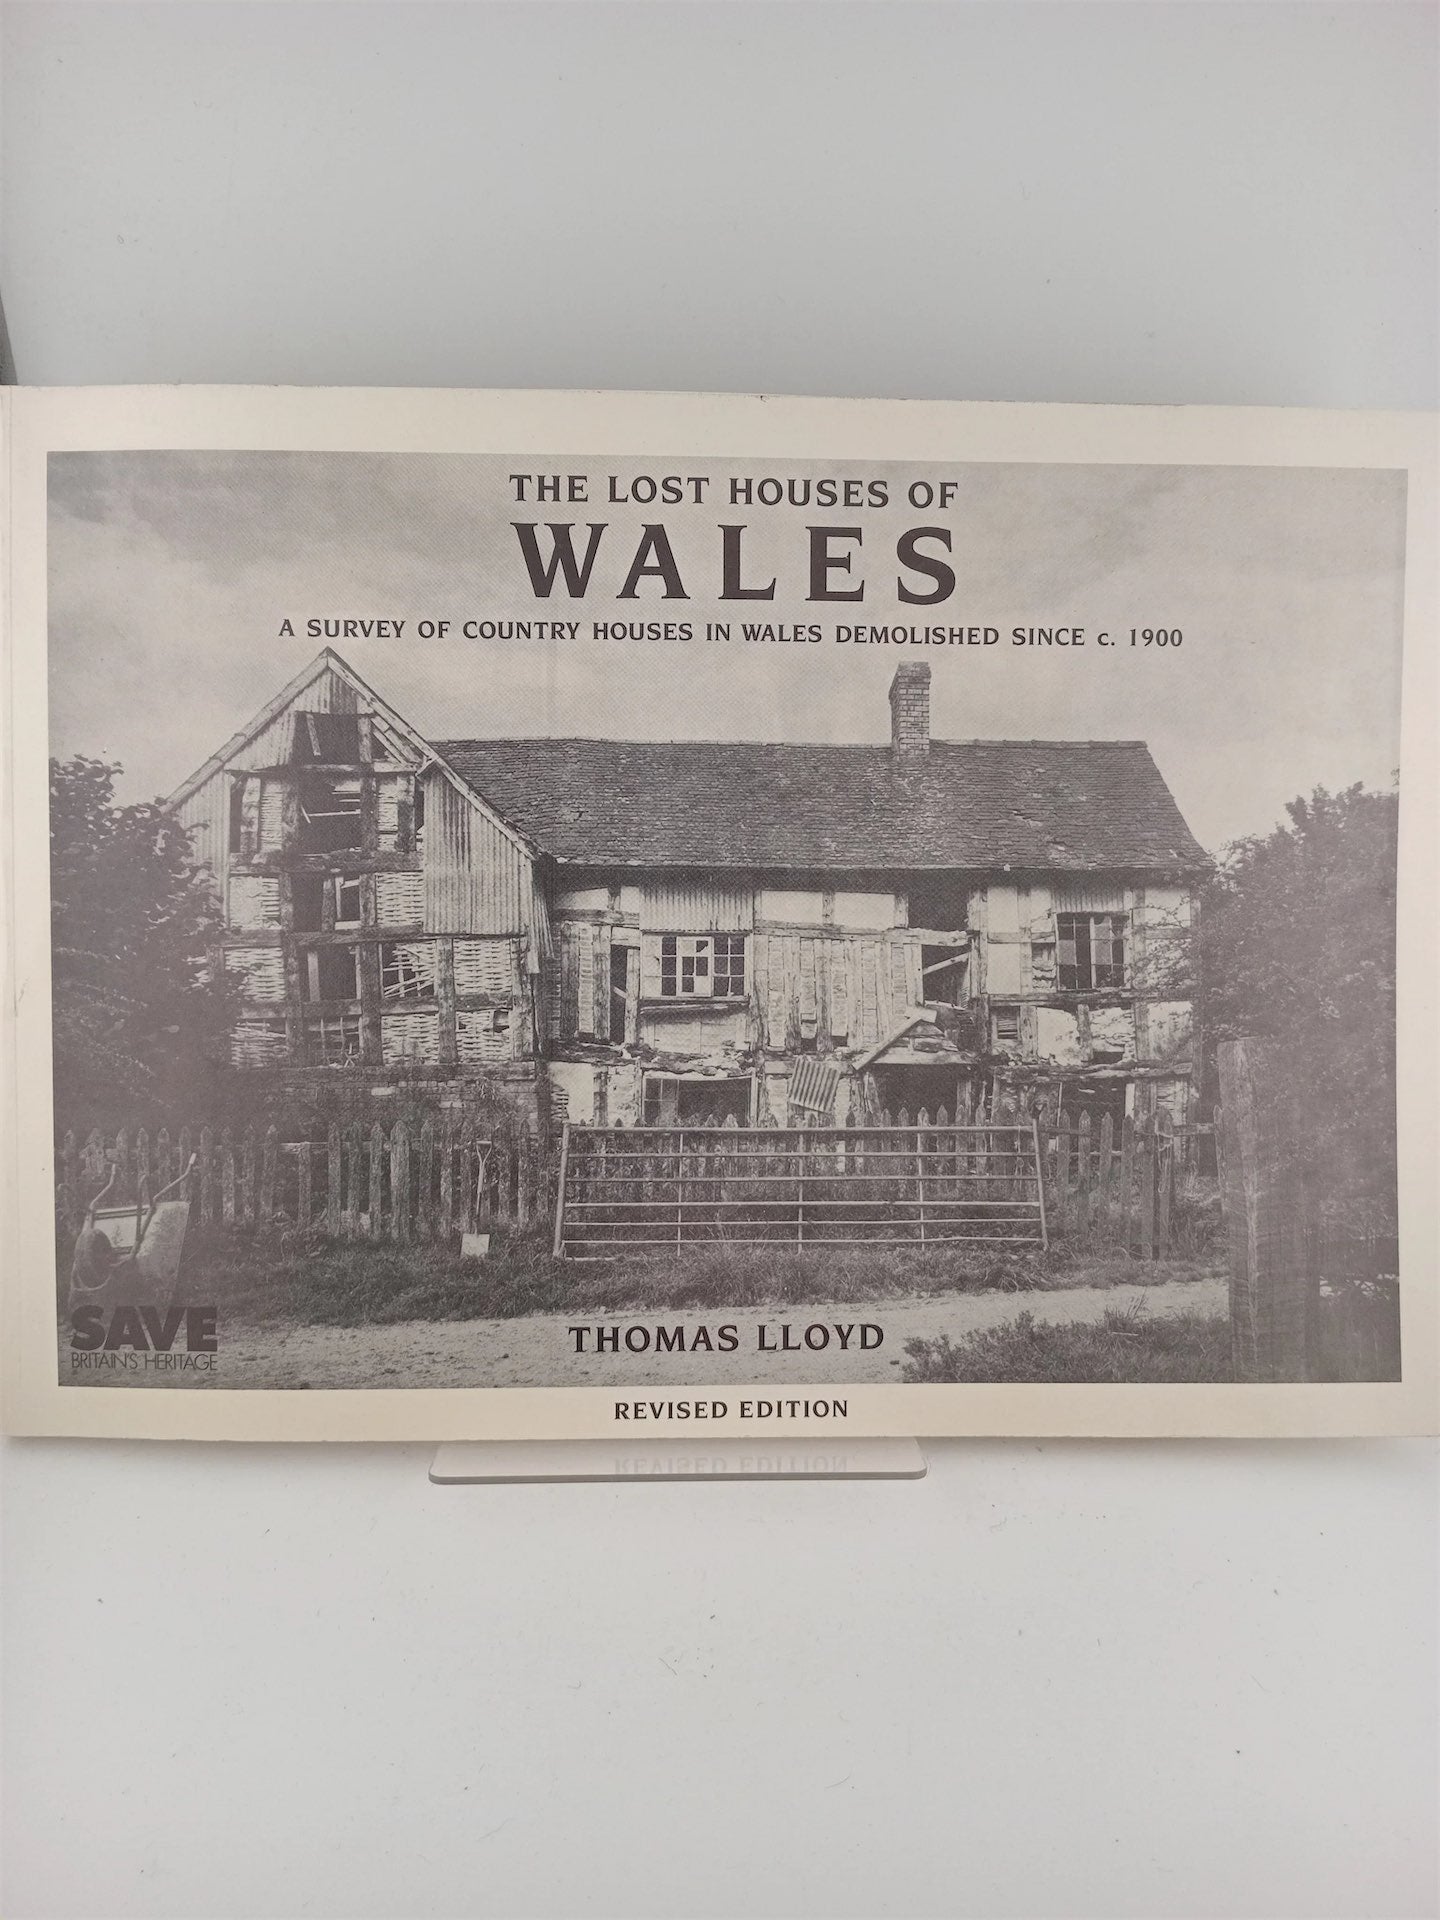 THE LOST HOUSES OF
WALES
A SURVEY OF COUNTRY HOUSES IN WALES DEMOLISHED SINCE c. 1900
SAVE
BRITAIN'S HERITAGE
THOMAS LLOYD
REVISED EDITION